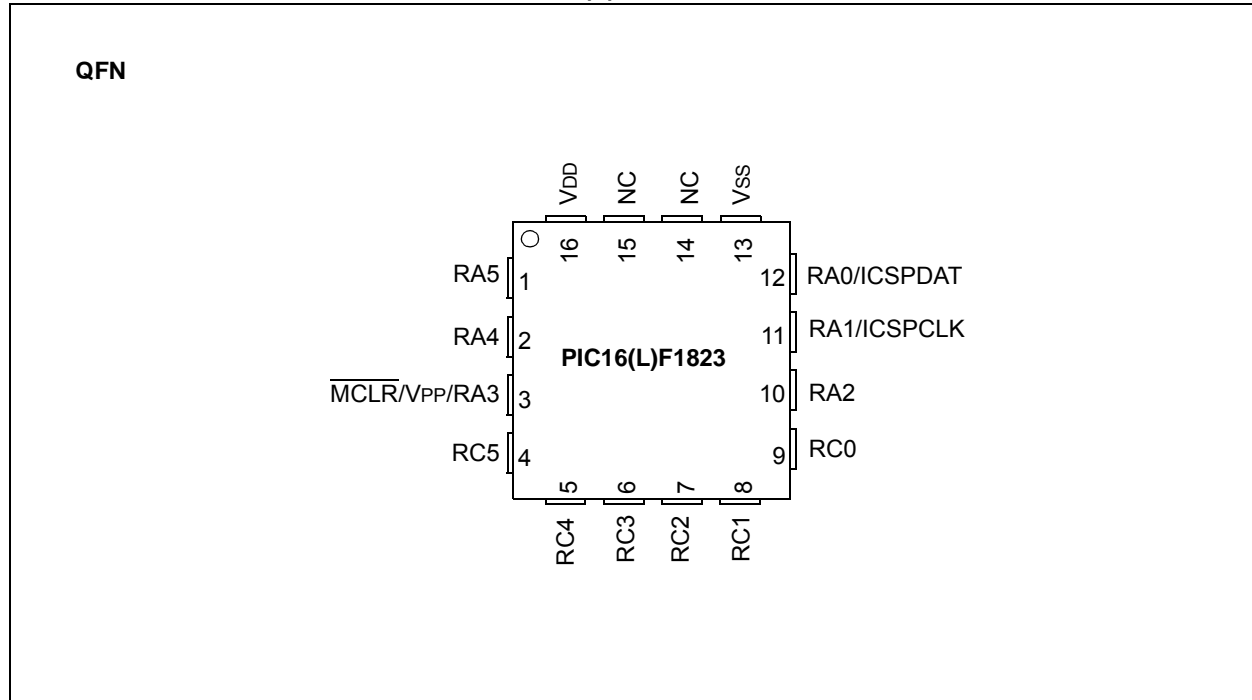 QFN
VDD
NC
NC
VSS
16
15
14
13
RA5
1
12
RA0/ICSPDAT
RA4
2
11
RA1/ICSPCLK
PIC16(L)F1823
MCLR/VPP/RA3
3
10
RA2
RC5
4
9
RC0
5
6
7
8
RC4
RC3
RC2
RC1